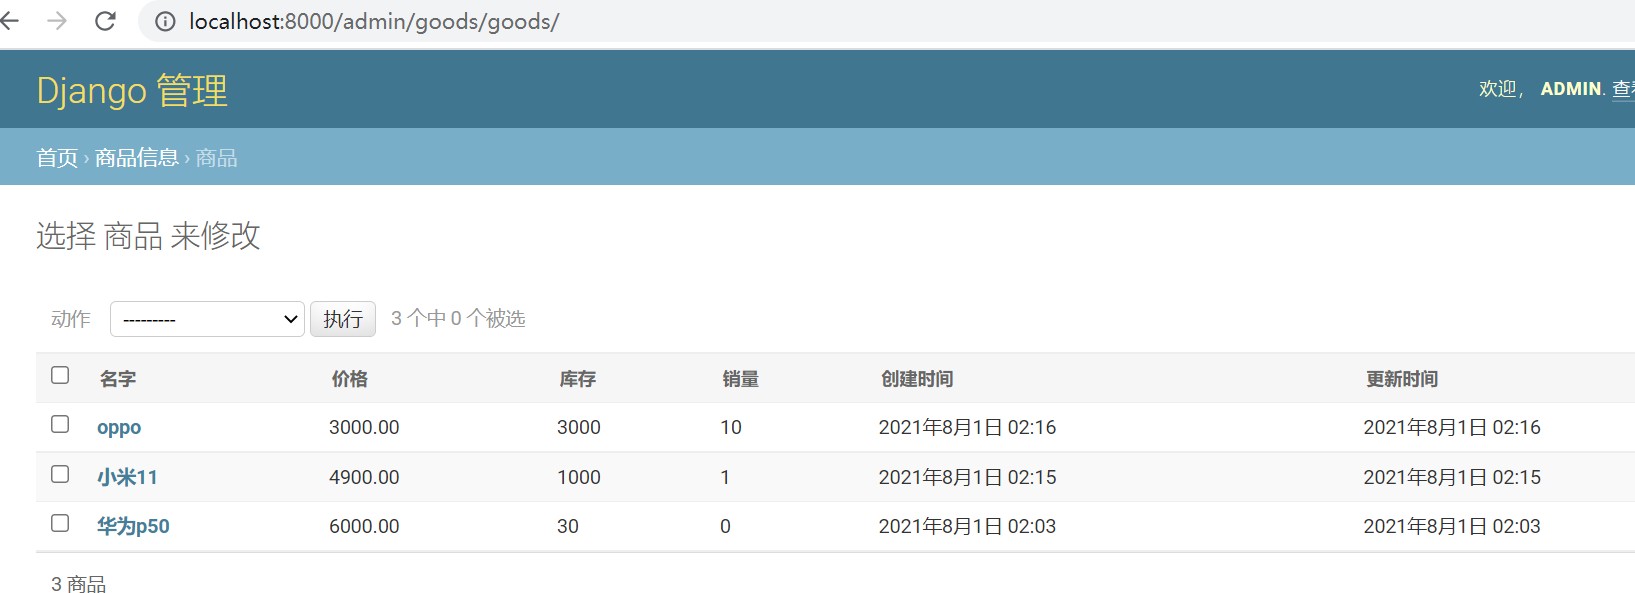 localhost:8000/admin/goods/goods/
Django 管理
欢迎， ADMIN. 查
首页 › 商品信息 › 商品
选择 商品 来修改
动作 --------- 执行 3 个中 0 个被选
名字 价格 库存 销量 创建时间 更新时间
oppo 3000.00 3000 10 2021年8月1日 02:16 2021年8月1日 02:16
小米11 4900.00 1000 1 2021年8月1日 02:15 2021年8月1日 02:15
华为p50 6000.00 30 0 2021年8月1日 02:03 2021年8月1日 02:03
3 商品